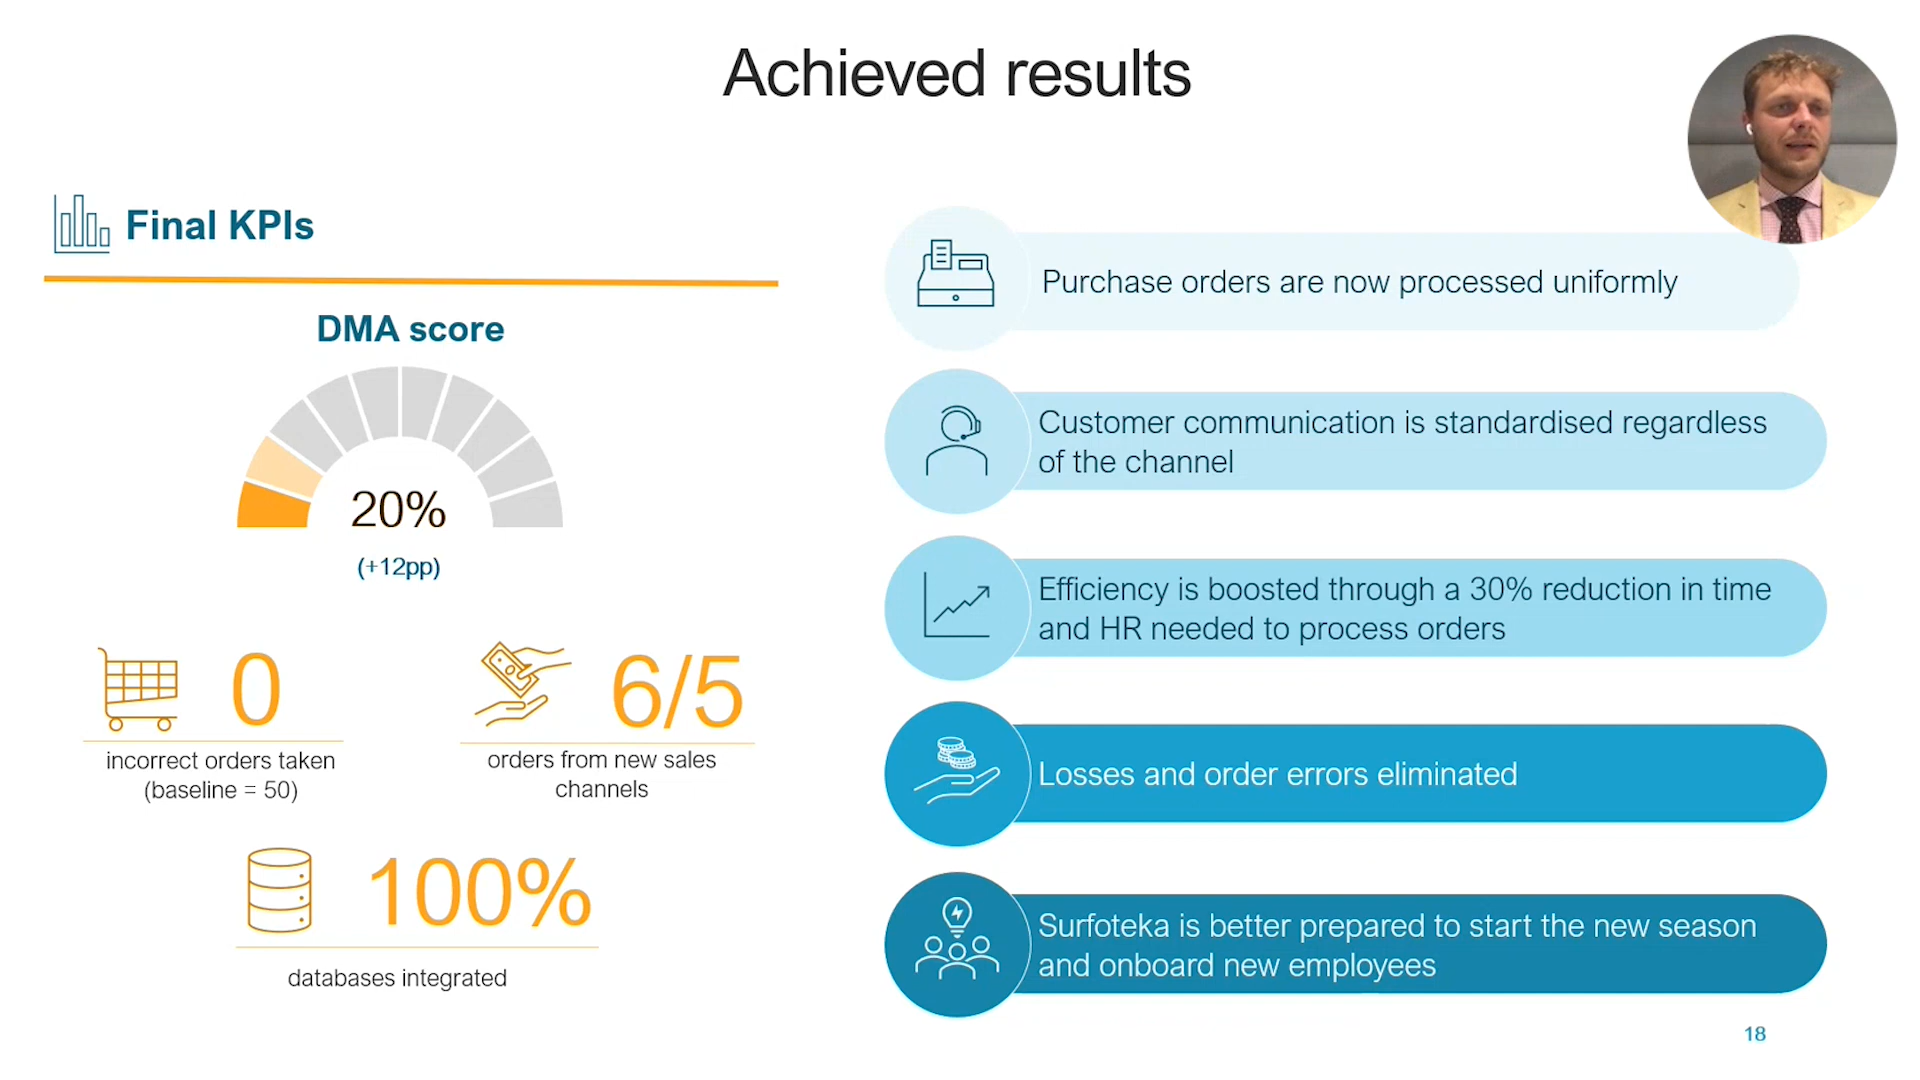 Achieved results
Final KPIs
DMA score
20%
(+12pp)
0
incorrect orders taken
(baseline = 50)
6/5
orders from new sales
channels
100%
databases integrated
Purchase orders are now processed uniformly
Customer communication is standardised regardless
of the channel
Efficiency is boosted through a 30% reduction in time
and HR needed to process orders
Losses and order errors eliminated
Surfoteka is better prepared to start the new season
and onboard new employees
18